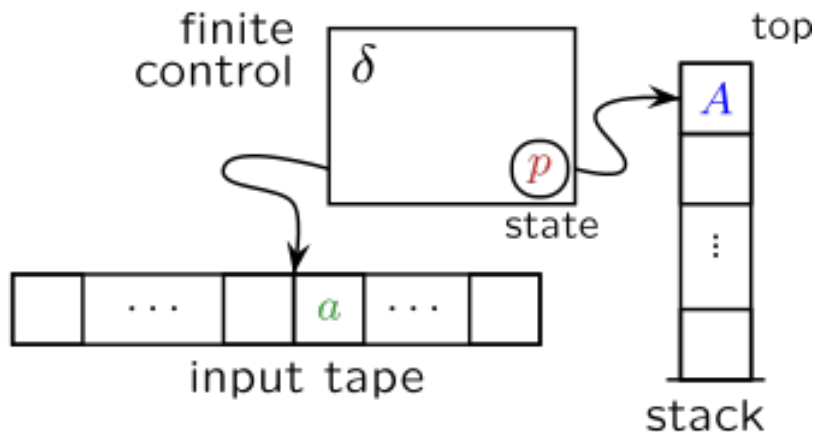 finite
control
δ
top
A
p
state
⋮
··· a ···
input tape
stack